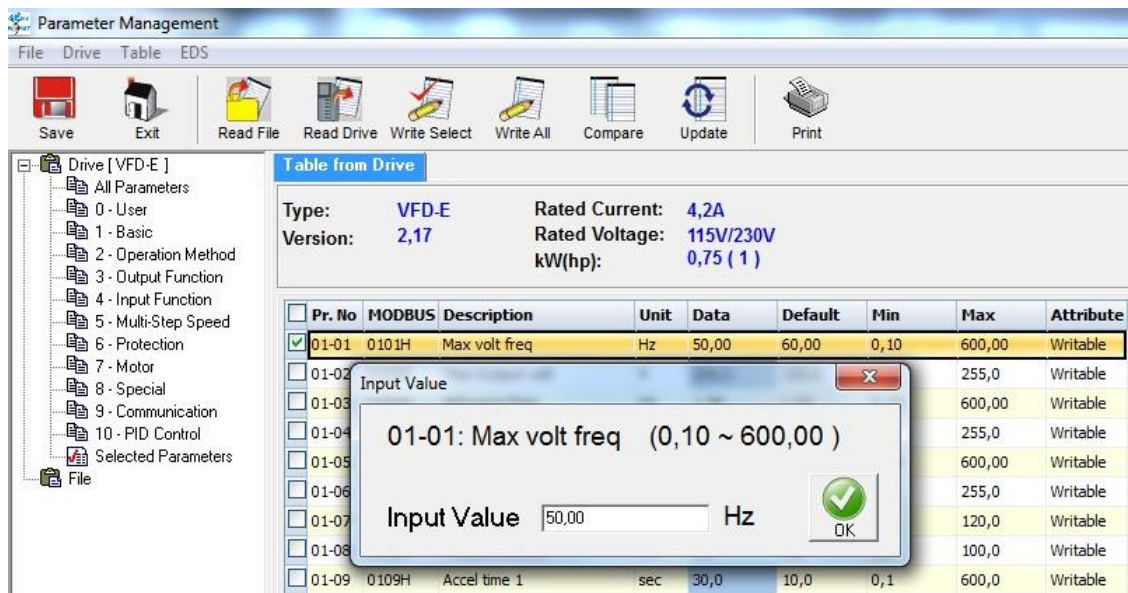 Parameter Management
File Drive Table EDS
Save Exit Read File Read Drive Write Select Write All Compare Update Print
Drive [ VFD-E ]
All Parameters
0 - User
1 - Basic
2 - Operation Method
3 - Output Function
4 - Input Function
5 - Multi-Step Speed
6 - Protection
7 - Motor
8 - Special
9 - Communication
10 - PID Control
Selected Parameters
File
Table from Drive
Type: VFD-E Rated Current: 4,2A
Version: 2,17 Rated Voltage: 115V/230V
kW(hp): 0,75 ( 1 )
Pr. No MODBUS Description Unit Data Default Min Max Attribute
01-01 0101H Max volt freq Hz 50,00 60,00 0,10 600,00 Writable
01-02 255,0 Writable
01-03 600,00 Writable
01-04 255,0 Writable
01-05 600,00 Writable
01-06 255,0 Writable
01-07 120,0 Writable
01-08 100,0 Writable
01-09 0109H Accel time 1 sec 30,0 10,0 0,1 600,0 Writable
Input Value
01-01: Max volt freq (0,10 ~ 600,00 )
Input Value 50,00 Hz
OK